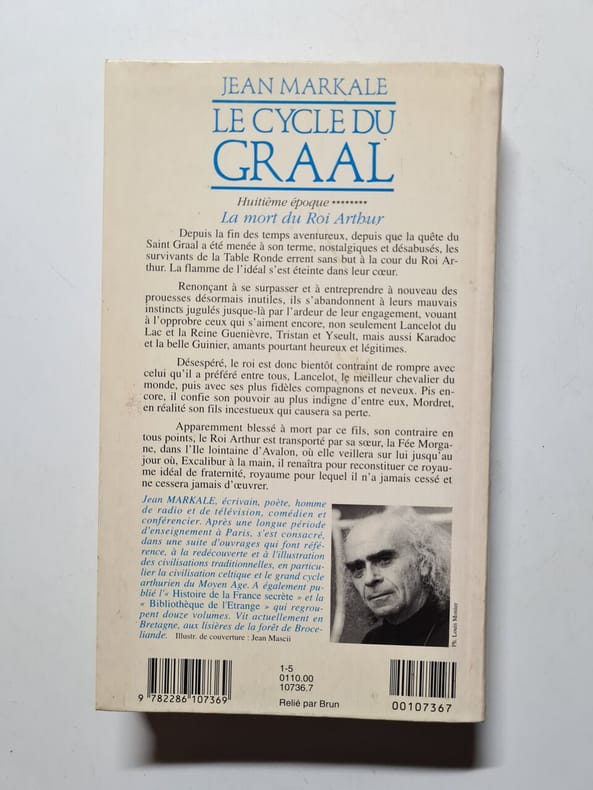 JEAN MARKALE
LE CYCLE DU
GRAAL
Huitième époque ********
La mort du Roi Arthur
Depuis la fin des temps aventureux, depuis que la quête du
Saint Graal a été menée à son terme, nostalgiques et désabusés, les
survivants de la Table Ronde errent sans but à la cour du Roi Ar-
thur. La flamme de l'idéal s'est éteinte dans leur cœur.
Renonçant à se surpasser et à entreprendre à nouveau des
prouesses désormais inutiles, ils s'abandonnent à leurs mauvais
instincts jugulés jusque-là par l'ardeur de leur engagement, vouant
à l'opprobre ceux qui s'aiment encore, non seulement Lancelot du
Lac et la Reine Guenièvre, Tristan et Yseult, mais aussi Karadoc
et la belle Guinier, amants pourtant heureux et légitimes.
Désespéré, le roi est donc bientôt contraint de rompre avec
celui qu'il a préféré entre tous, Lancelot, le meilleur chevalier du
monde, puis avec ses plus fidèles compagnons et neveux. Pis en-
core, il confie son pouvoir au plus indigne d'entre eux, Mordret,
en réalité son fils incestueux qui causera sa perte.
Apparemment blessé à mort par ce fils, son contraire en
tous points, le Roi Arthur est transporté par sa sœur, la Fée Morga-
ne, dans l'Ile lointaine d'Avalon, où elle veillera sur lui jusqu'au
jour où, Excalibur à la main, il renaîtra pour reconstituer ce royau-
me idéal de fraternité, royaume pour lequel il n'a jamais cessé et
ne cessera jamais d'œuvrer.
Jean MARKALE, écrivain, poète, homme
de radio et de télévision, comédien et
conférencier. Après une longue période
d'enseignement à Paris, s'est consacré,
dans une suite d'ouvrages qui font réfé-
rence, à la redécouverte et à l'illustration
des civilisations traditionnelles, en particu-
lier la civilisation celtique et le grand cycle
arthurien du Moyen Age. A également pu-
blié l'« Histoire de la France secrète » et la
« Bibliothèque de l'Etrange » qui regrou-
pent douze volumes. Vit actuellement en
Bretagne, aux lisières de la forêt de Broce-
liande. Illustr. de couverture : Jean Mascii
Ph. Louis Monier
9 782286 107369
1-5
0110.00
10736.7
Relié par Brun
00107367